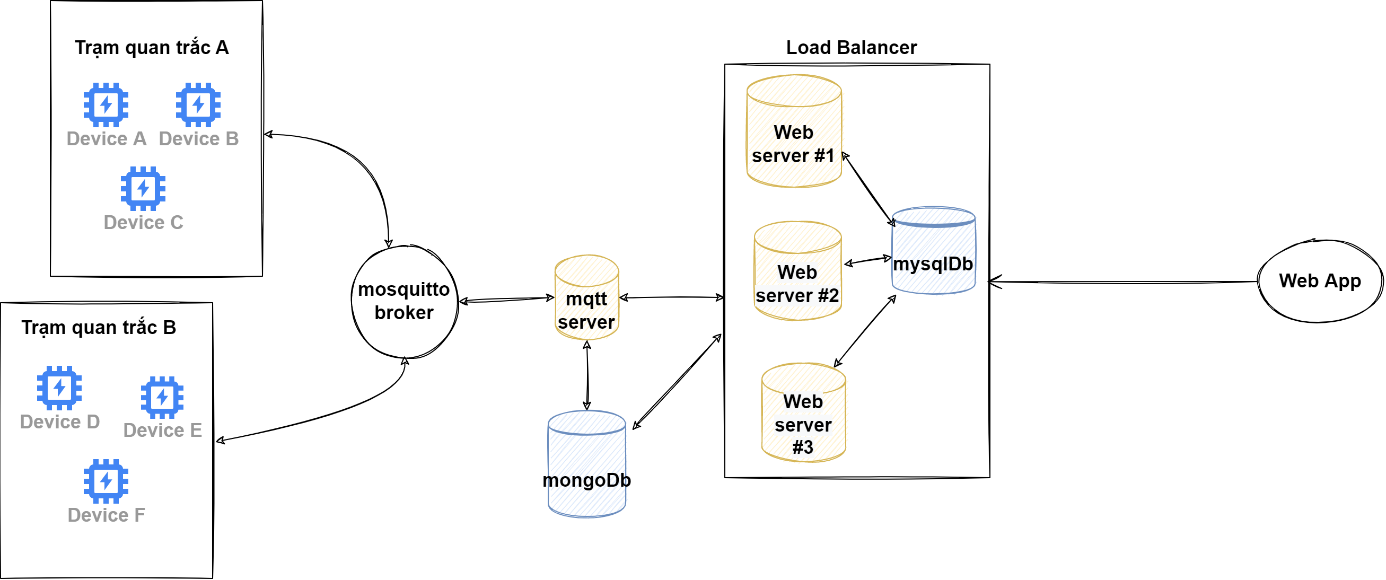 Trạm quan trắc A
Device A
Device B
Device C
Trạm quan trắc B
Device D
Device E
Device F
mosquitto
broker
mqtt
server
mongoDb
Load Balancer
Web
server #1
Web
server #2
Web
server
#3
mysqlDb
Web App